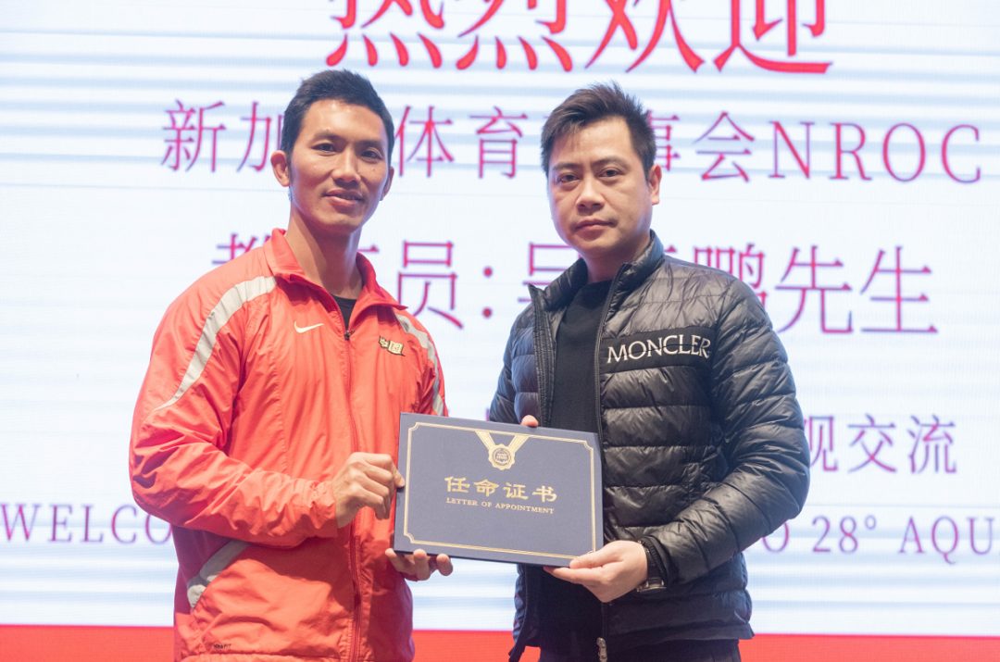 热烈欢迎
新加 体育 事会NROC
员: 鹏先生
观交流
WELCO O 28° AQU
MONCLER
任命证书
LETTER OF APPOINTMENT